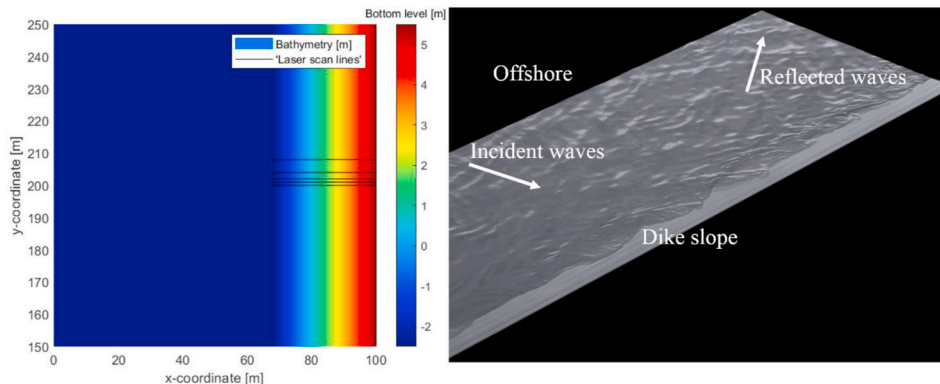 Bottom level [m]
250
240
230
220
210
200
190
180
170
160
150
0
20
40
60
80
100
x-coordinate [m]
y-coordinate [m]
Bathymetry [m]
'Laser scan lines'
5
4
3
2
1
0
-1
-2
Offshore
Reflected waves
Incident waves
Dike slope